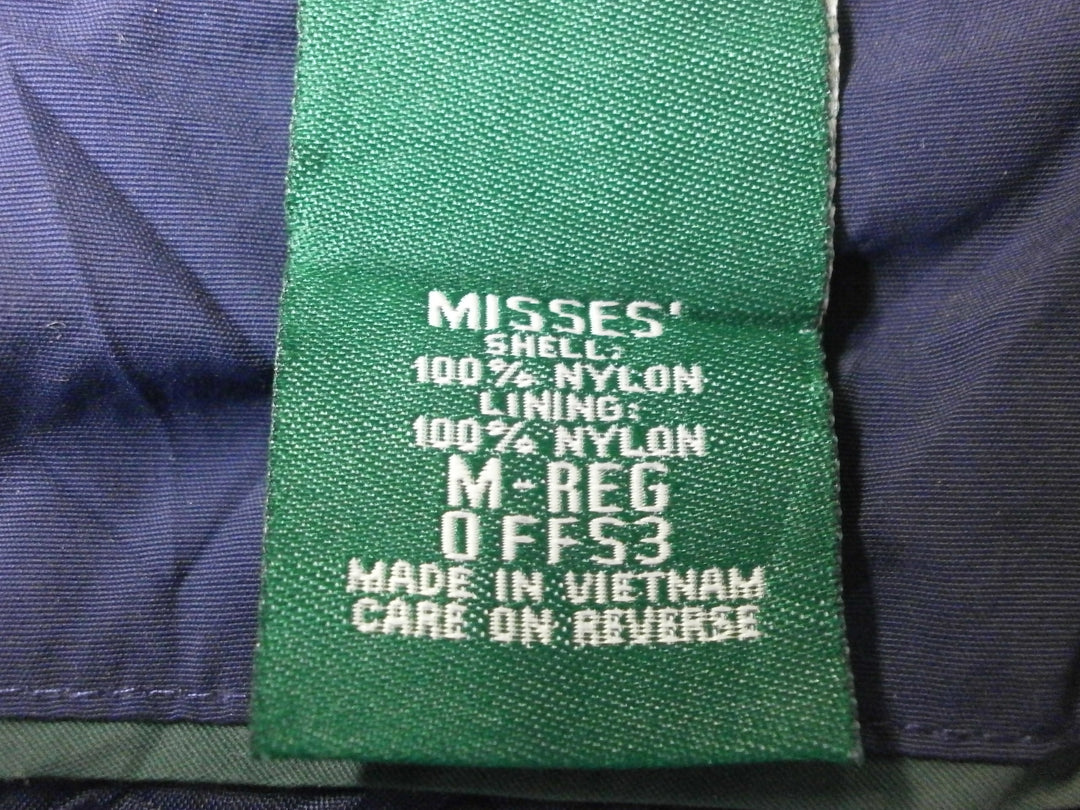 MISSES'
SHELL:
100% NYLON
LINING:
100% NYLON
M-REG
0FFS3
MADE IN VIETNAM
CARE ON REVERSE